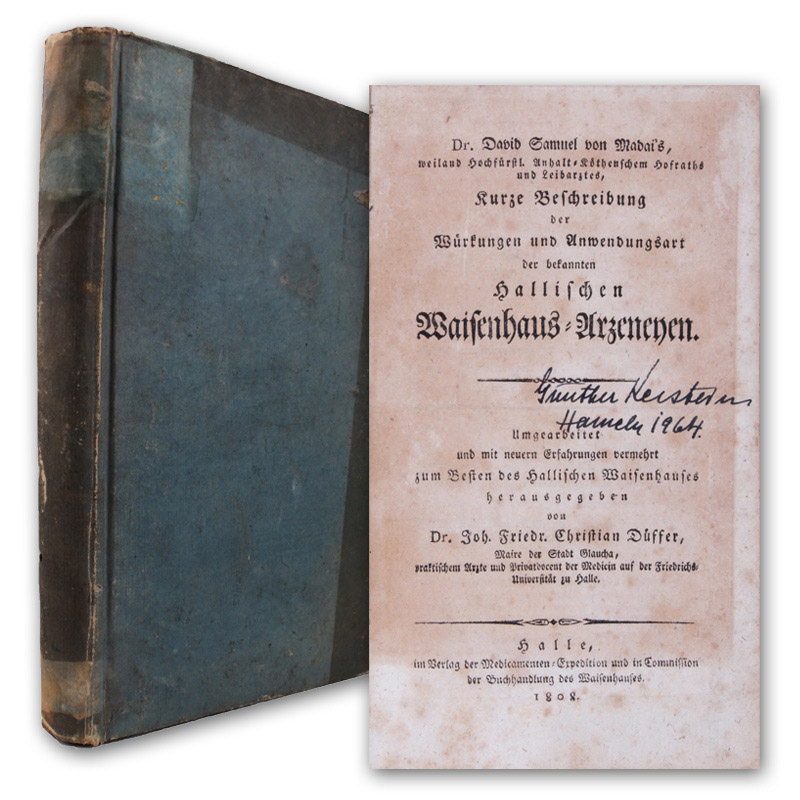 Dr. David Samuel von Madai's,
weiland Hochfürstl. Anhalt-Köthenschem Hofraths
und Leibarztes,
Kurze Beschreibung
der
Würkungen und Anwendungsart
der bekannten
Hallischen
Waisenhaus-Arzeneyen.
Günther Kerstein
Hameln 1964.
Umgearbeitet
und mit neuern Erfahrungen vermehrt
zum Besten des Hallischen Waisenhauses
herausgegeben
von
Dr. Joh. Friedr. Christian Düffer,
Maire der Stadt Glaucha,
praktischem Arzte und Privatdocent der Medicin auf der Friedrichs-
Universität zu Halle.
Halle,
im Verlag der Medicamenten-Expedition und in Commission
der Buchhandlung des Waisenhauses.
1808.